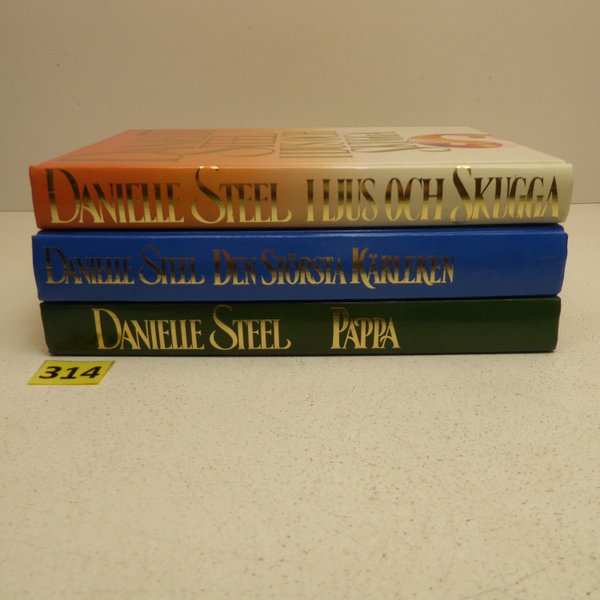 DANIELLE STEEL I LJUS OCH SKUGGA
DANIELLE STEEL DEN STÖRSTA KÄRLEKEN
DANIELLE STEEL PAPPA
314